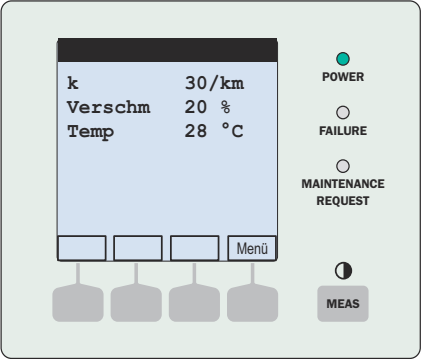 k 30/km
Verschm 20 %
Temp 28 °C
Menü
POWER
FAILURE
MAINTENANCE
REQUEST
MEAS